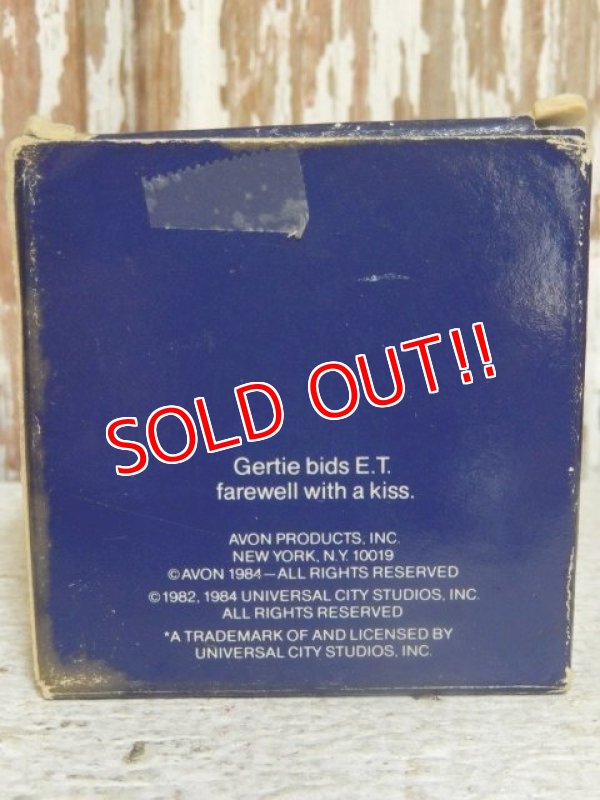 SOLD OUT!!
Gertie bids E.T.
farewell with a kiss.
AVON PRODUCTS, INC.
NEW YORK, N.Y. 10019
©AVON 1984—ALL RIGHTS RESERVED
©1982, 1984 UNIVERSAL CITY STUDIOS, INC.
ALL RIGHTS RESERVED
*A TRADEMARK OF AND LICENSED BY
UNIVERSAL CITY STUDIOS, INC.